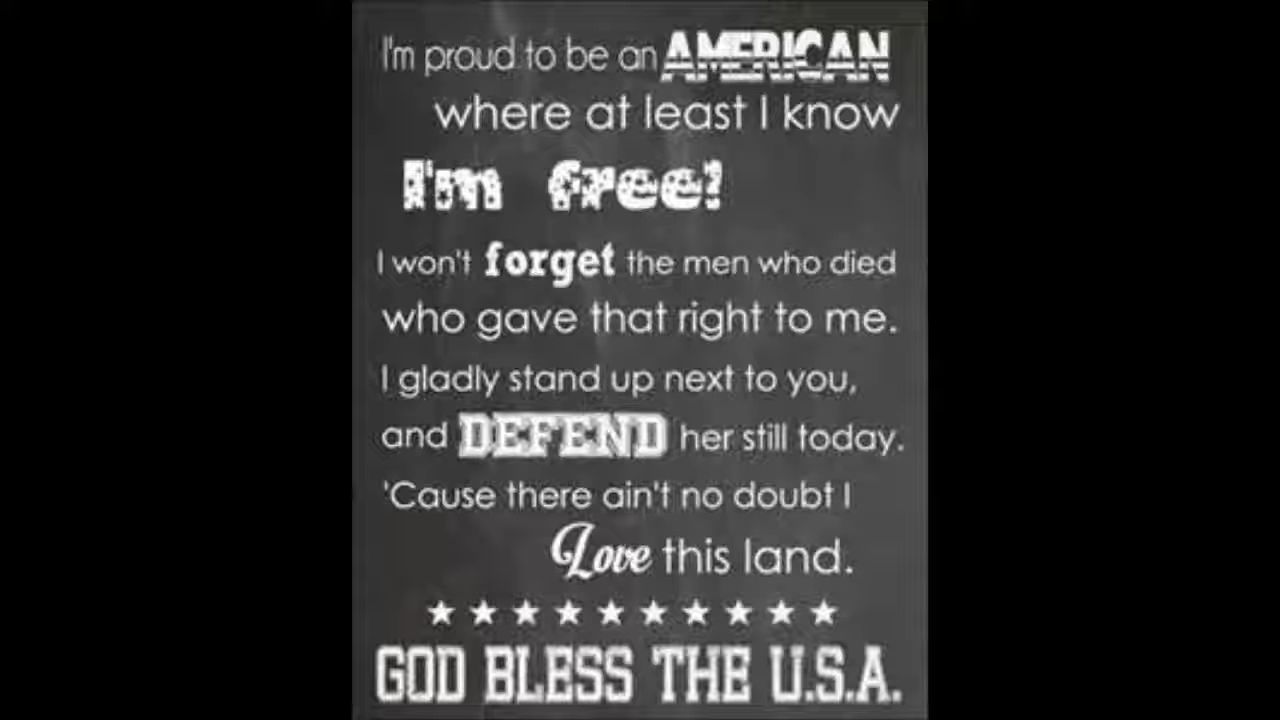 I'm proud to be an AMERICAN
where at least I know
I'm free!
I won't forget the men who died
who gave that right to me.
I gladly stand up next to you,
and DEFEND her still today.
'Cause there ain't no doubt I
Love this land.
GOD BLESS THE U.S.A.